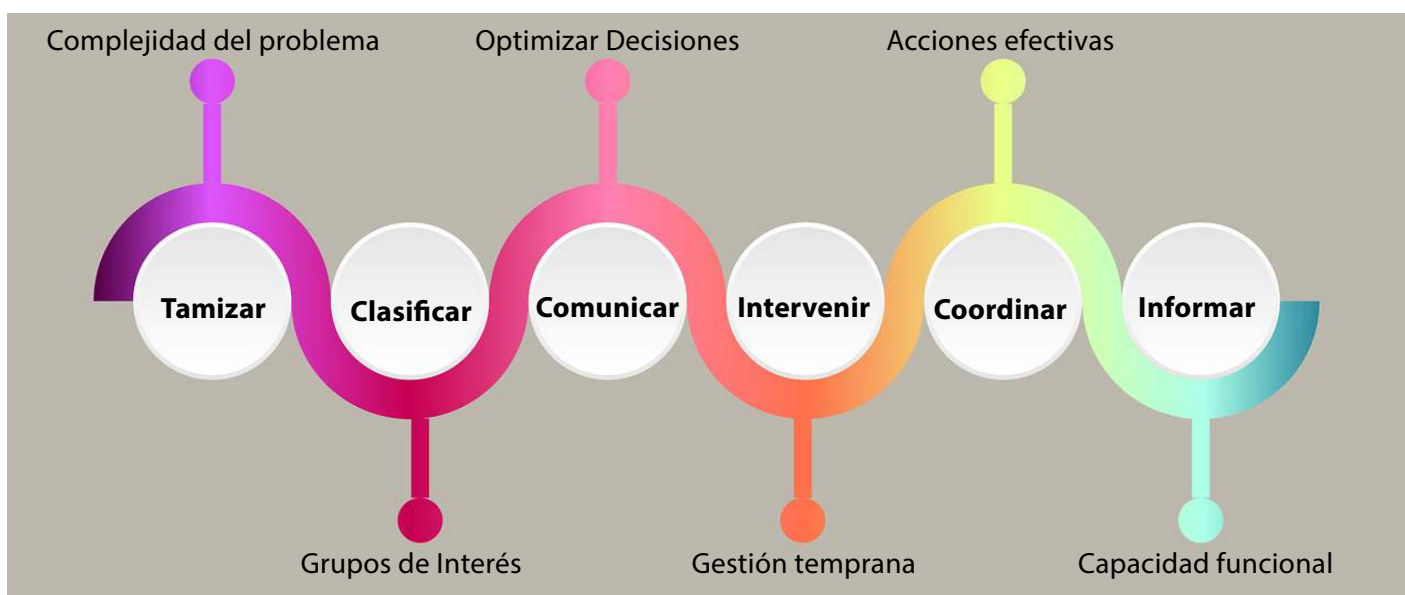 Complejidad del problema
Optimizar Decisiones
Acciones efectivas
Tamizar
Clasificar
Comunicar
Intervenir
Coordinar
Informar
Grupos de Interés
Gestión temprana
Capacidad funcional